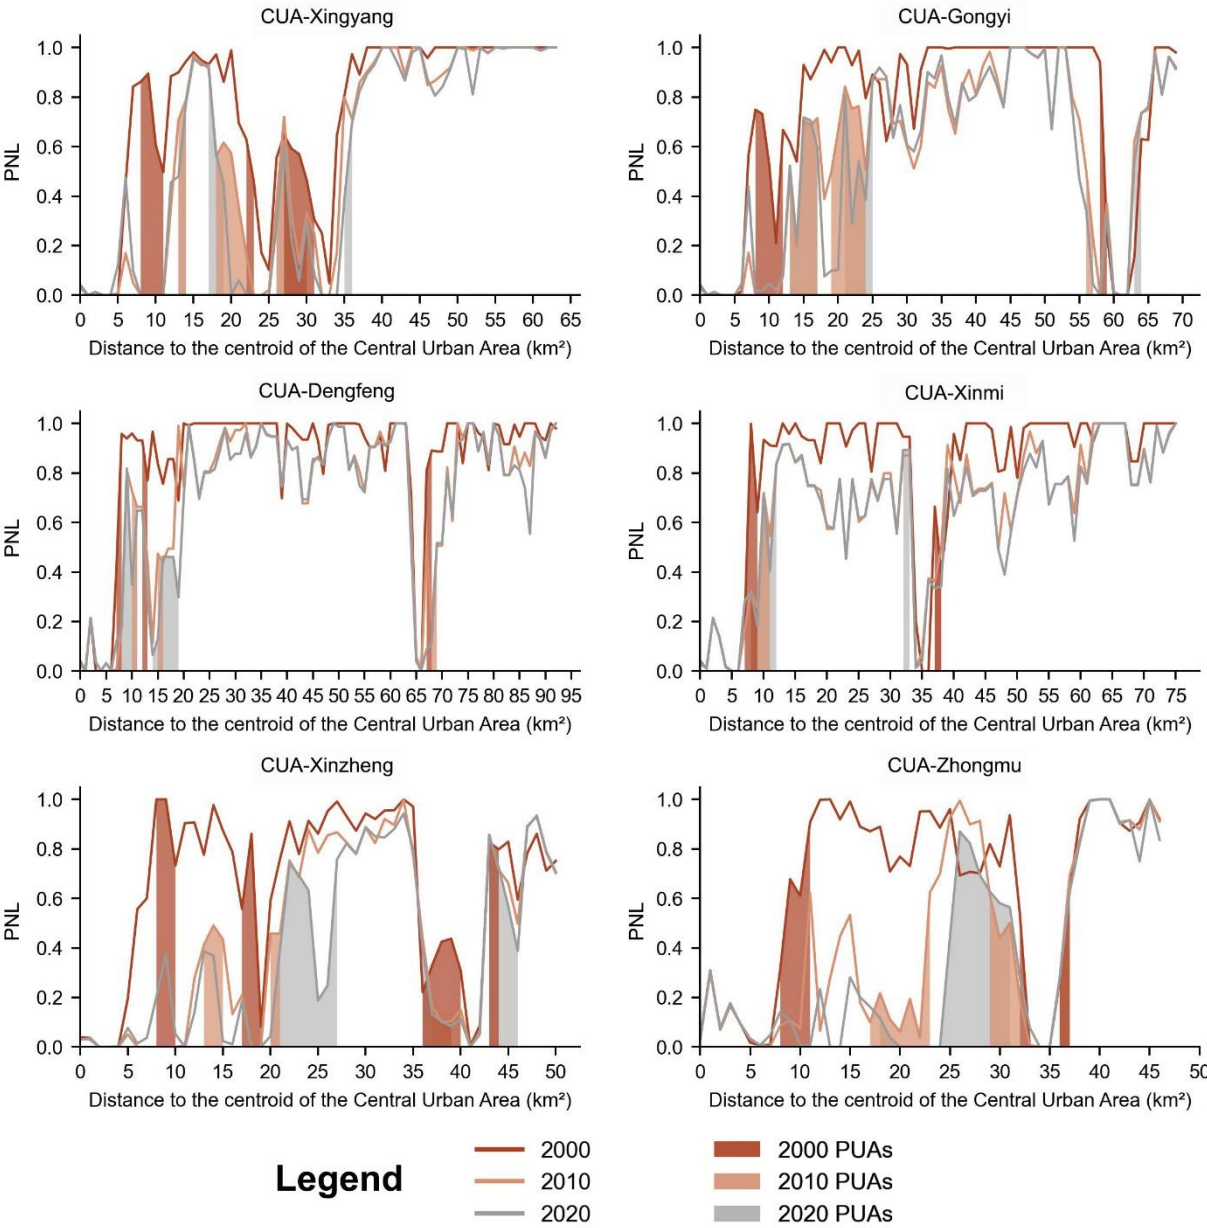 CUA-Xingyang
PNL
1.0
0.8
0.6
0.4
0.2
0.0
0 5 10 15 20 25 30 35 40 45 50 55 60 65
Distance to the centroid of the Central Urban Area (km²)
CUA-Gongyi
PNL
1.0
0.8
0.6
0.4
0.2
0.0
0 5 10 15 20 25 30 35 40 45 50 55 60 65 70
Distance to the centroid of the Central Urban Area (km²)
CUA-Dengfeng
PNL
1.0
0.8
0.6
0.4
0.2
0.0
0 5 10 15 20 25 30 35 40 45 50 55 60 65 70 75 80 85 90 95
Distance to the centroid of the Central Urban Area (km²)
CUA-Xinmi
PNL
1.0
0.8
0.6
0.4
0.2
0.0
0 5 10 15 20 25 30 35 40 45 50 55 60 65 70 75
Distance to the centroid of the Central Urban Area (km²)
CUA-Xinzheng
PNL
1.0
0.8
0.6
0.4
0.2
0.0
0 5 10 15 20 25 30 35 40 45 50
Distance to the centroid of the Central Urban Area (km²)
CUA-Zhongmu
PNL
1.0
0.8
0.6
0.4
0.2
0.0
0 5 10 15 20 25 30 35 40 45 50
Distance to the centroid of the Central Urban Area (km²)
Legend
2000
2010
2020
2000 PUAs
2010 PUAs
2020 PUAs